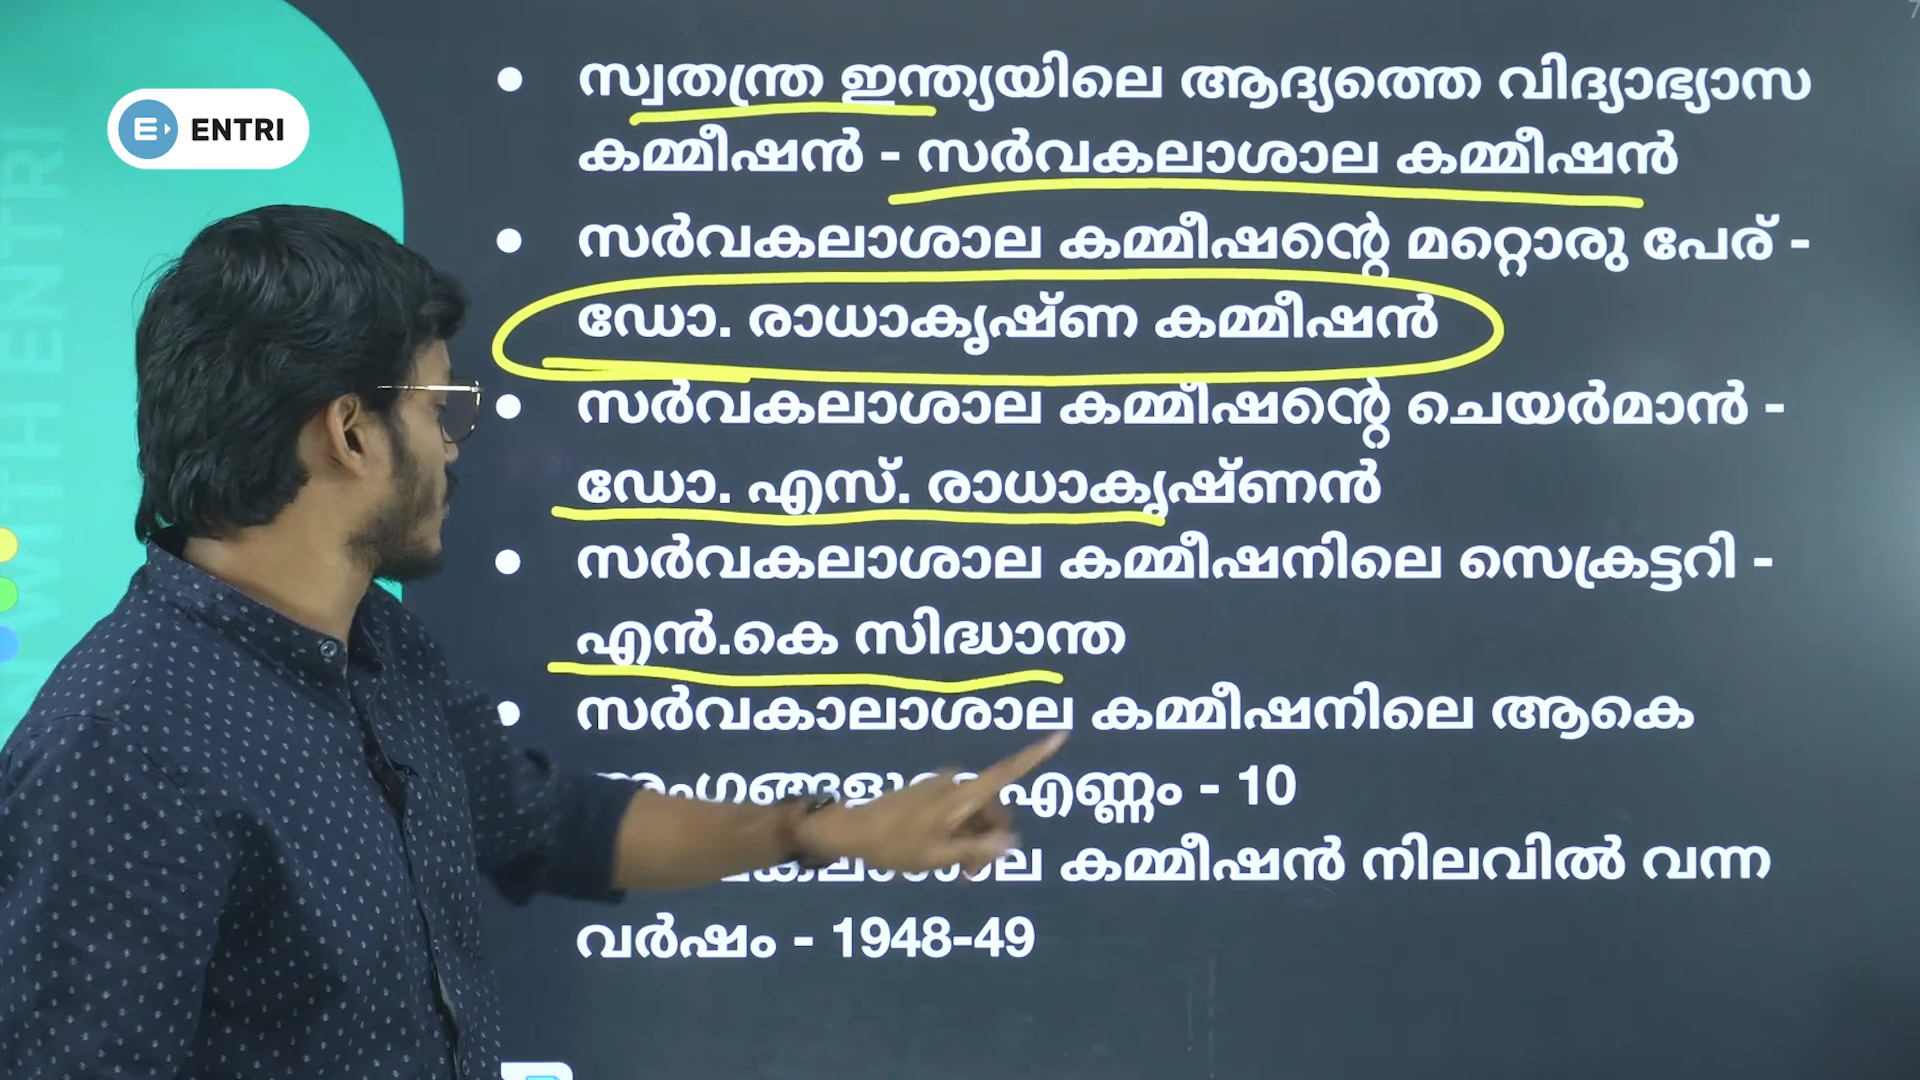 ENTRI
സ്വതന്ത്ര ഇന്ത്യയിലെ ആദ്യത്തെ വിദ്യാഭ്യാസ
കമ്മീഷൻ - സർവകലാശാല കമ്മീഷൻ
സർവകലാശാല കമ്മീഷന്റെ മറ്റൊരു പേര് -
ഡോ. രാധാകൃഷ്ണ കമ്മീഷൻ
സർവകലാശാല കമ്മീഷന്റെ ചെയർമാൻ -
ഡോ. എസ്. രാധാകൃഷ്ണൻ
സർവകലാശാല കമ്മീഷനിലെ സെക്രട്ടറി -
എൻ.കെ സിദ്ധാന്ത
സർവകാലാശാല കമ്മീഷനിലെ ആകെ
എണ്ണം - 10
കമ്മീഷൻ നിലവിൽ വന്ന
വർഷം - 1948-49